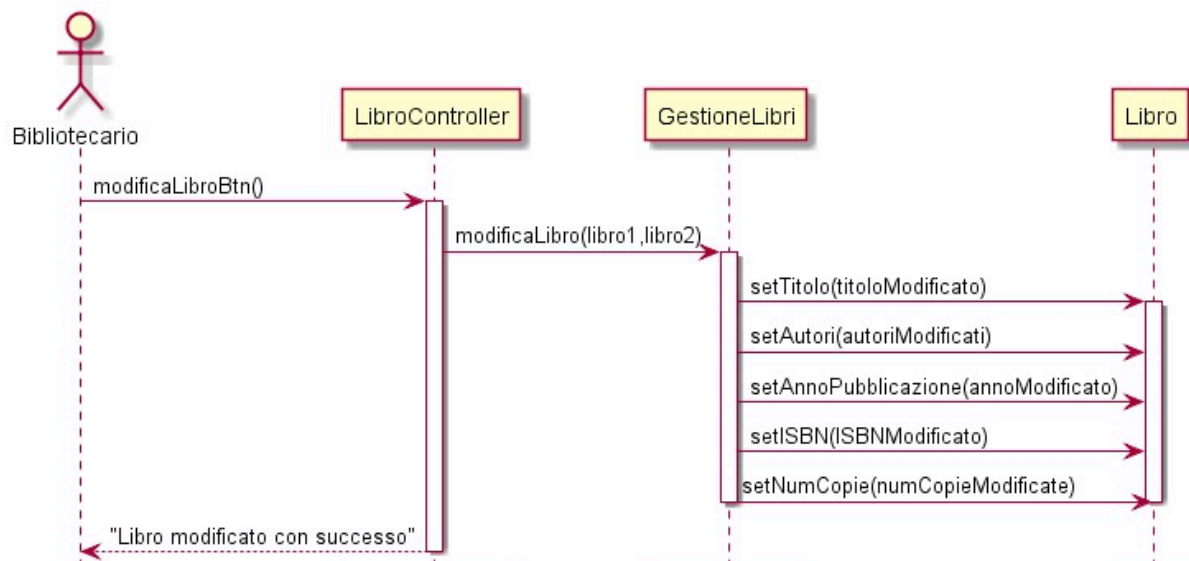 Bibliotecario
LibroController
GestioneLibri
Libro
modificaLibroBtn()
modificaLibro(libro1,libro2)
setTitolo(titoloModificato)
setAutori(autoriModificati)
setAnnoPubblicazione(annoModificato)
setISBN(ISBNModificato)
setNumCopie(numCopieModificate)
"Libro modificato con successo"